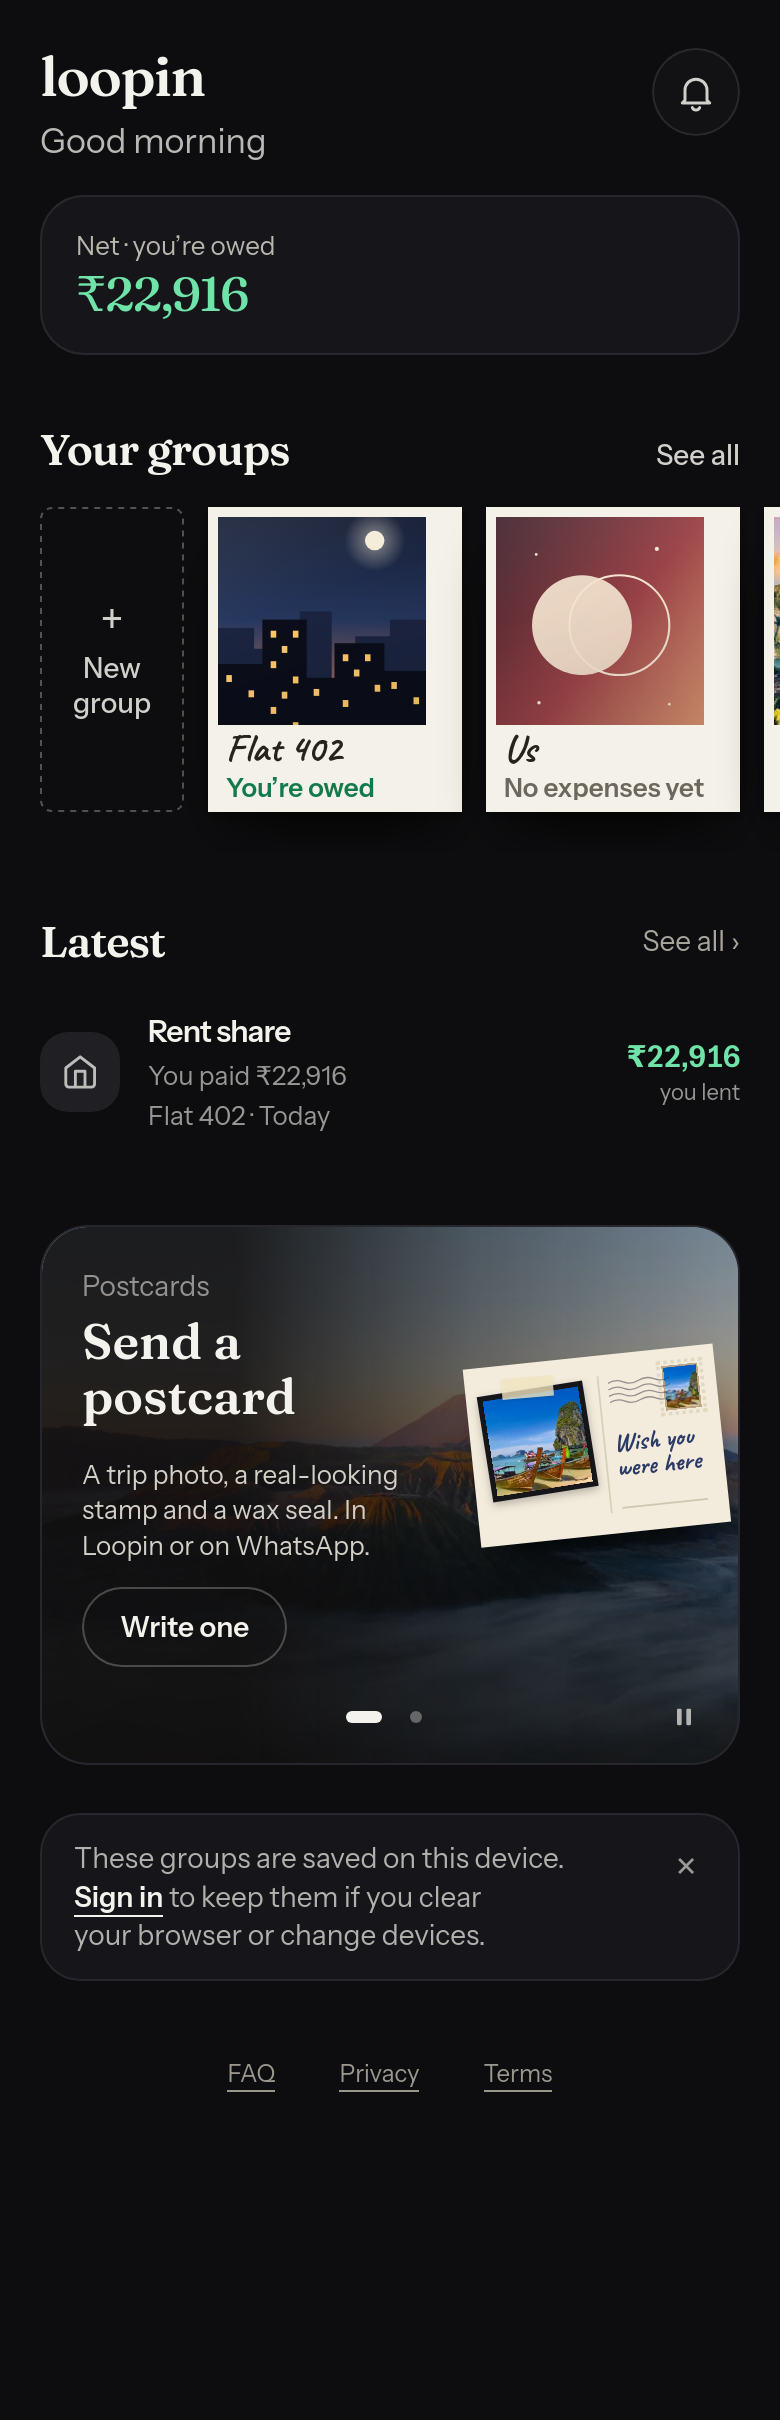 loopin
Good morning
Net · you’re owed
₹22,916
Your groups
See all
+
New
group
Flat 402
You’re owed
Us
No expenses yet
Latest
See all ›
Rent share
You paid ₹22,916
Flat 402 · Today
₹22,916
you lent
Postcards
Send a
postcard
A trip photo, a real-looking
stamp and a wax seal. In
Loopin or on WhatsApp.
Wish you
were here
Write one
These groups are saved on this device.
Sign in to keep them if you clear
your browser or change devices.
FAQ
Privacy
Terms